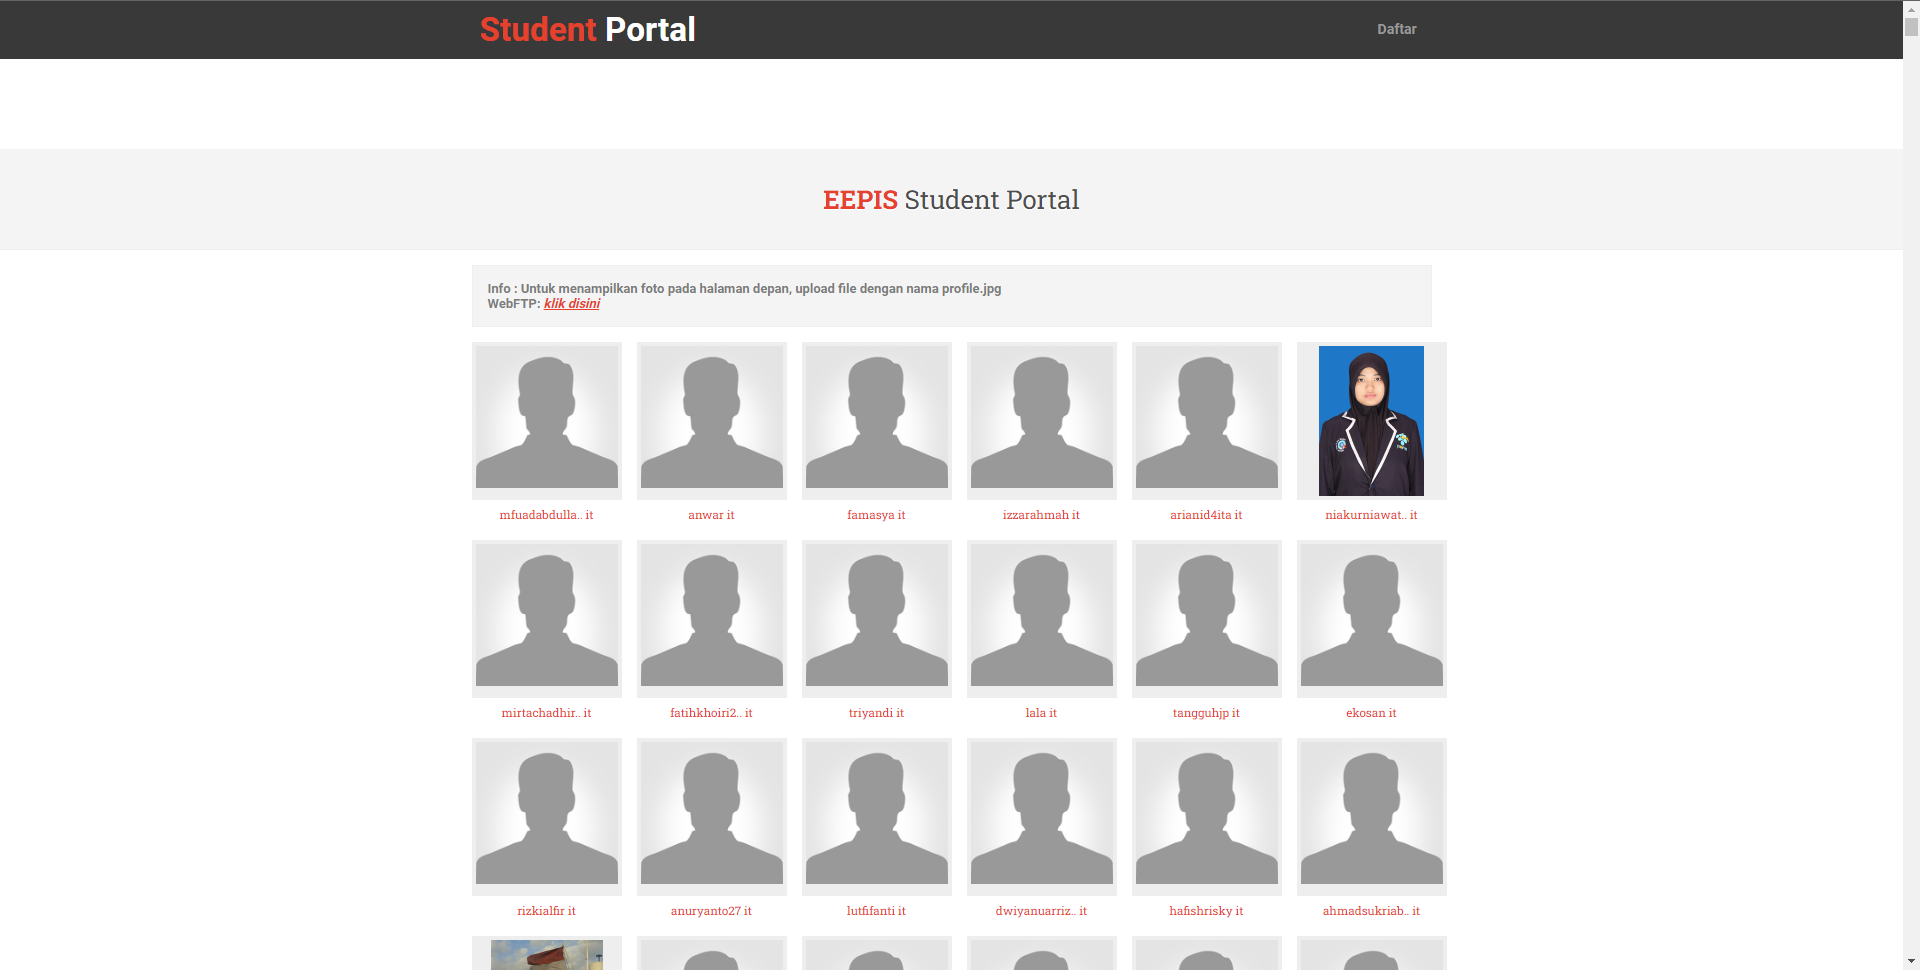 Student Portal
Daftar
EEPIS Student Portal
Info : Untuk menampilkan foto pada halaman depan, upload file dengan nama profile.jpg
WebFTP: klik disini
mfuadabdulla.. it
anwar it
famasya it
izzarahmah it
arianid4ita it
niakurniawat.. it
mirtachadhir.. it
fatihkhoiri2.. it
triyandi it
lala it
tangguhjp it
ekosan it
rizkialfir it
anuryanto27 it
lutfifanti it
dwiyanuarriz.. it
hafishrisky it
ahmadsukriab.. it